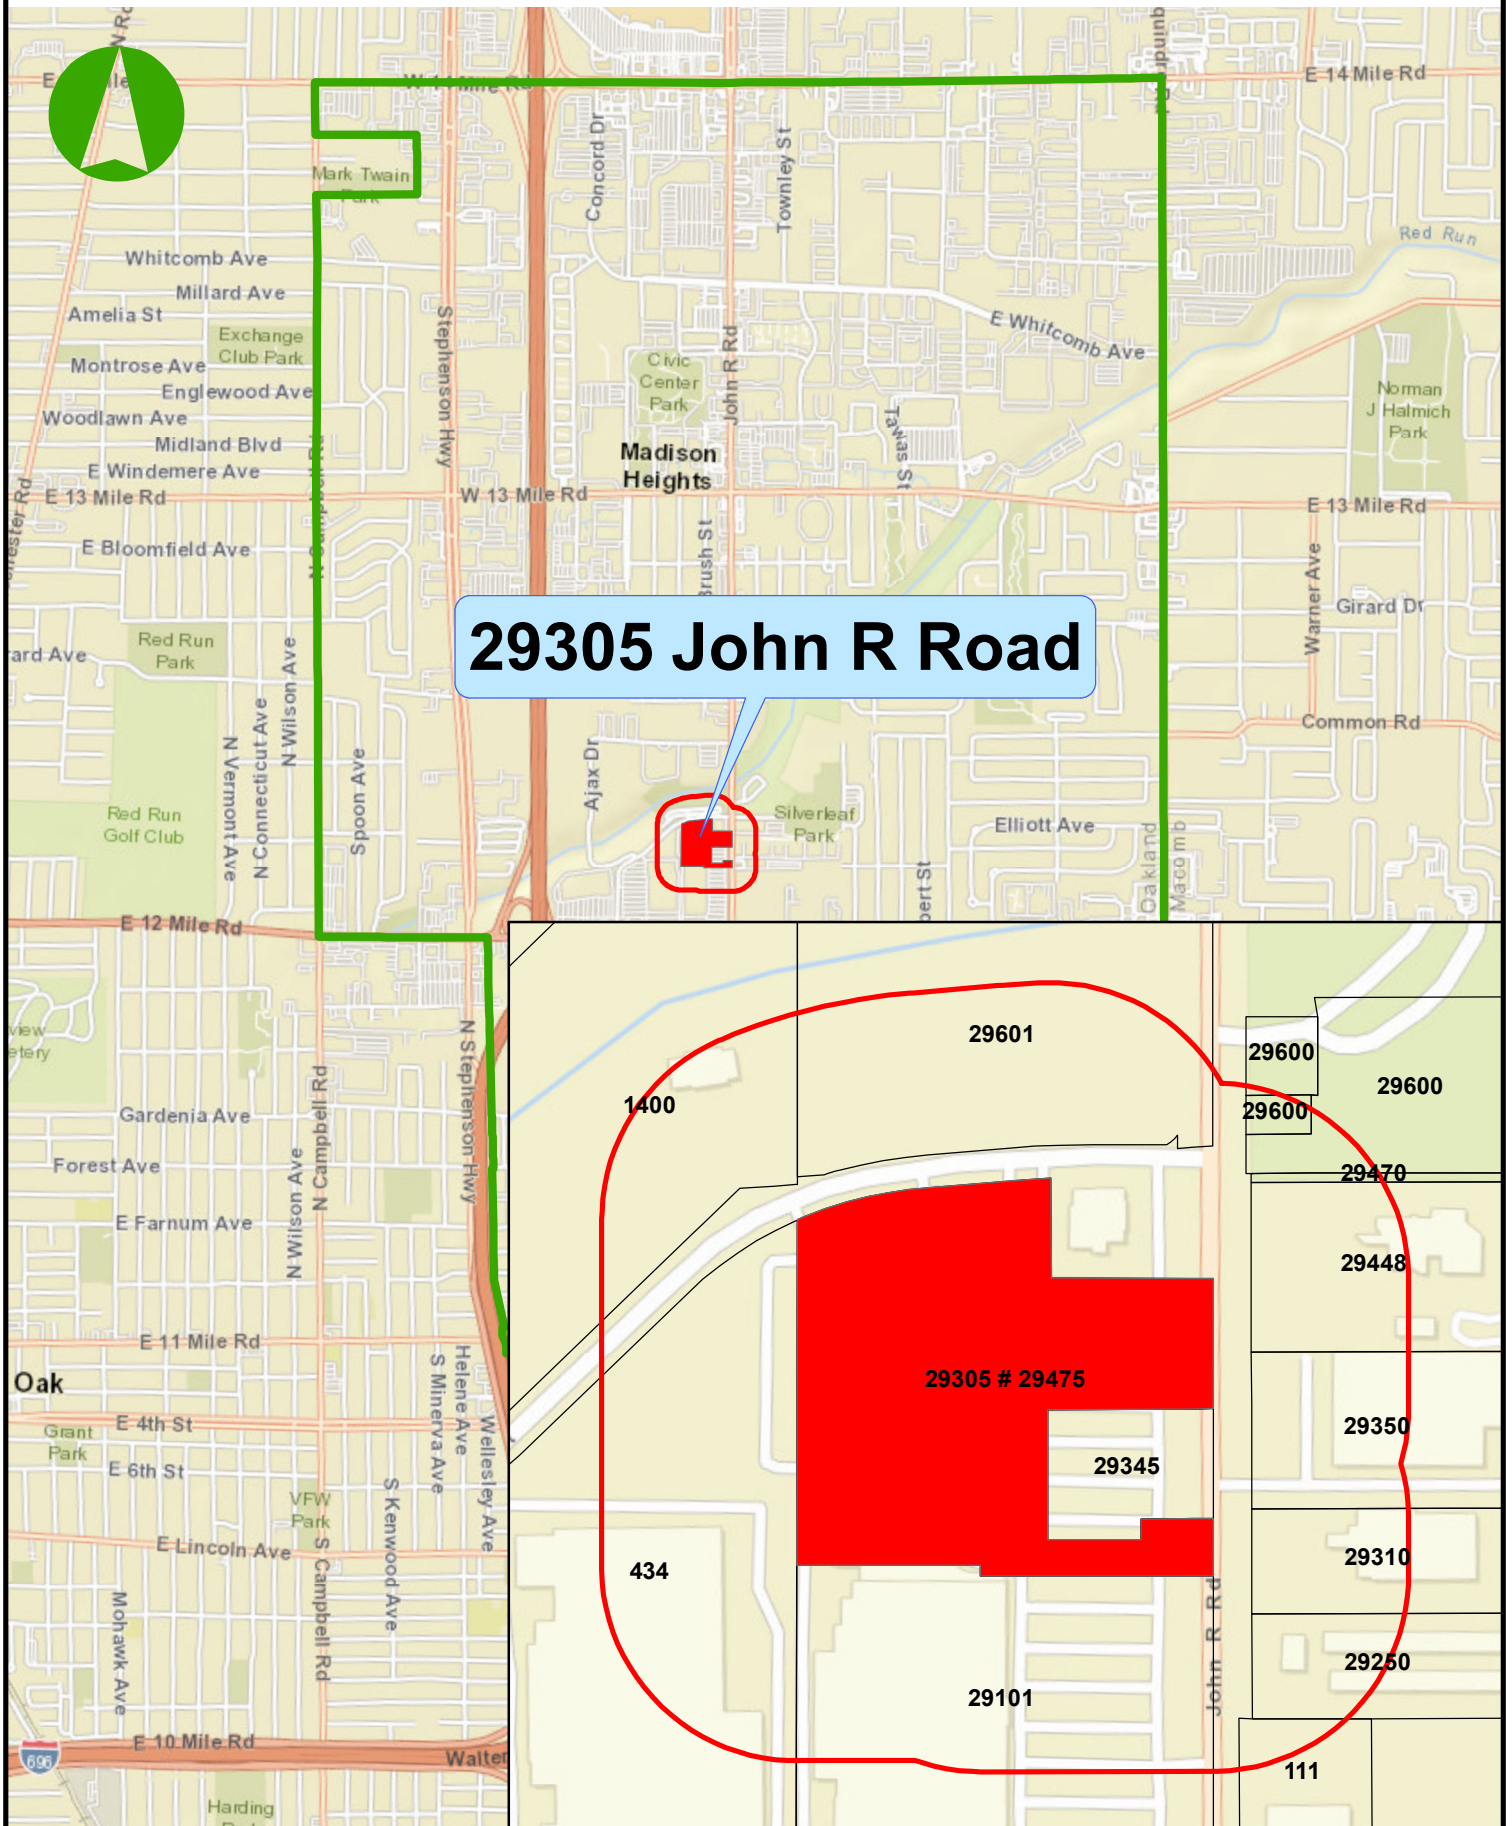 W 14 Mile Rd
E 14 Mile Rd
Concord Dr
Townley St
Mark Twain
Park
Red Run
Whitcomb Ave
Millard Ave
Amelia St
Exchange
Club Park
Montrose Ave
Englewood Ave
Woodlawn Ave
Midland Blvd
E Windemere Ave
E 13 Mile Rd
Stephenson Hwy
Civic
Center
Park
John R Rd
E Whitcomb Ave
Tawas St
Norman
J Halmich
Park
Madison
Heights
W 13 Mile Rd
E 13 Mile Rd
N Campbell Rd
E Bloomfield Ave
Brush St
Warner Ave
Girard Dr
29305 John R Road
Red Run
Park
N Wilson Ave
N Connecticut Ave
N Vermont Ave
Spoon Ave
Ajax Dr
Common Rd
Red Run
Golf Club
Silverleaf
Park
Elliott Ave
Oakland
Macomb
E 12 Mile Rd
N Stephenson Hwy
Gardenia Ave
N Campbell Rd
Forest Ave
N Wilson Ave
E Farnum Ave
E 11 Mile Rd
Oak
Helene Ave
S Minerva Ave
Wellesley Ave
E 4th St
Grant
Park
E 6th St
VFW
Park
S Kenwood Ave
E Lincoln Ave
S Campbell Rd
Mohawk Ave
E 10 Mile Rd
696
Walter
Harding
29601
29600
29600
29600
1400
29470
29448
29305 # 29475
29350
29345
29310
434
John R Rd
29250
29101
111